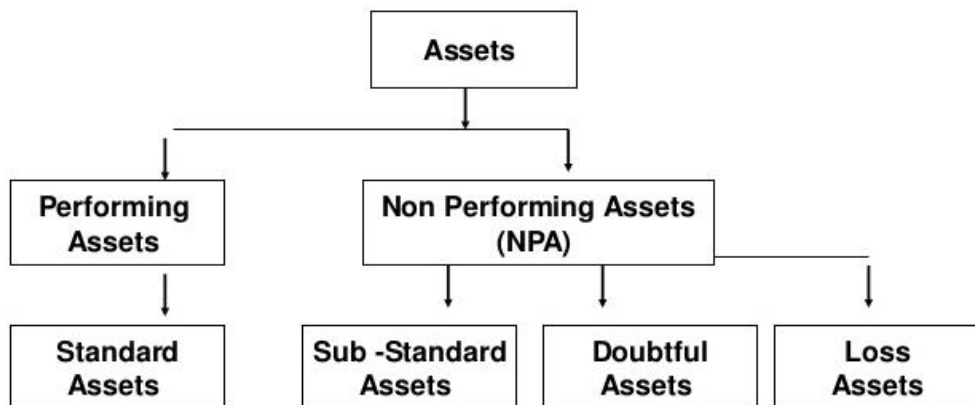 Assets
Performing
Assets
Non Performing Assets
(NPA)
Standard
Assets
Sub -Standard
Assets
Doubtful
Assets
Loss
Assets